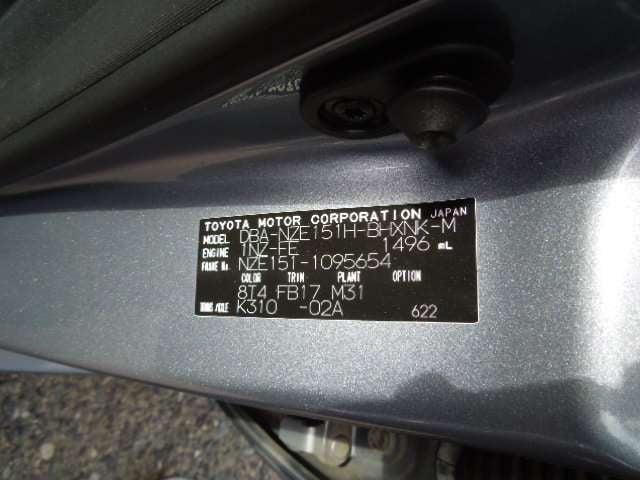 TOYOTA MOTOR CORPORATION JAPAN
MODEL DBA-NZE151H-BHXNK-M
ENGINE 1NZ-FE 1496 mL
FRAME No. NZE151-1095654
COLOR TRIM PLANT OPTION
8T4 FB17 M31
TRANS/AXLE K310 -02A 622